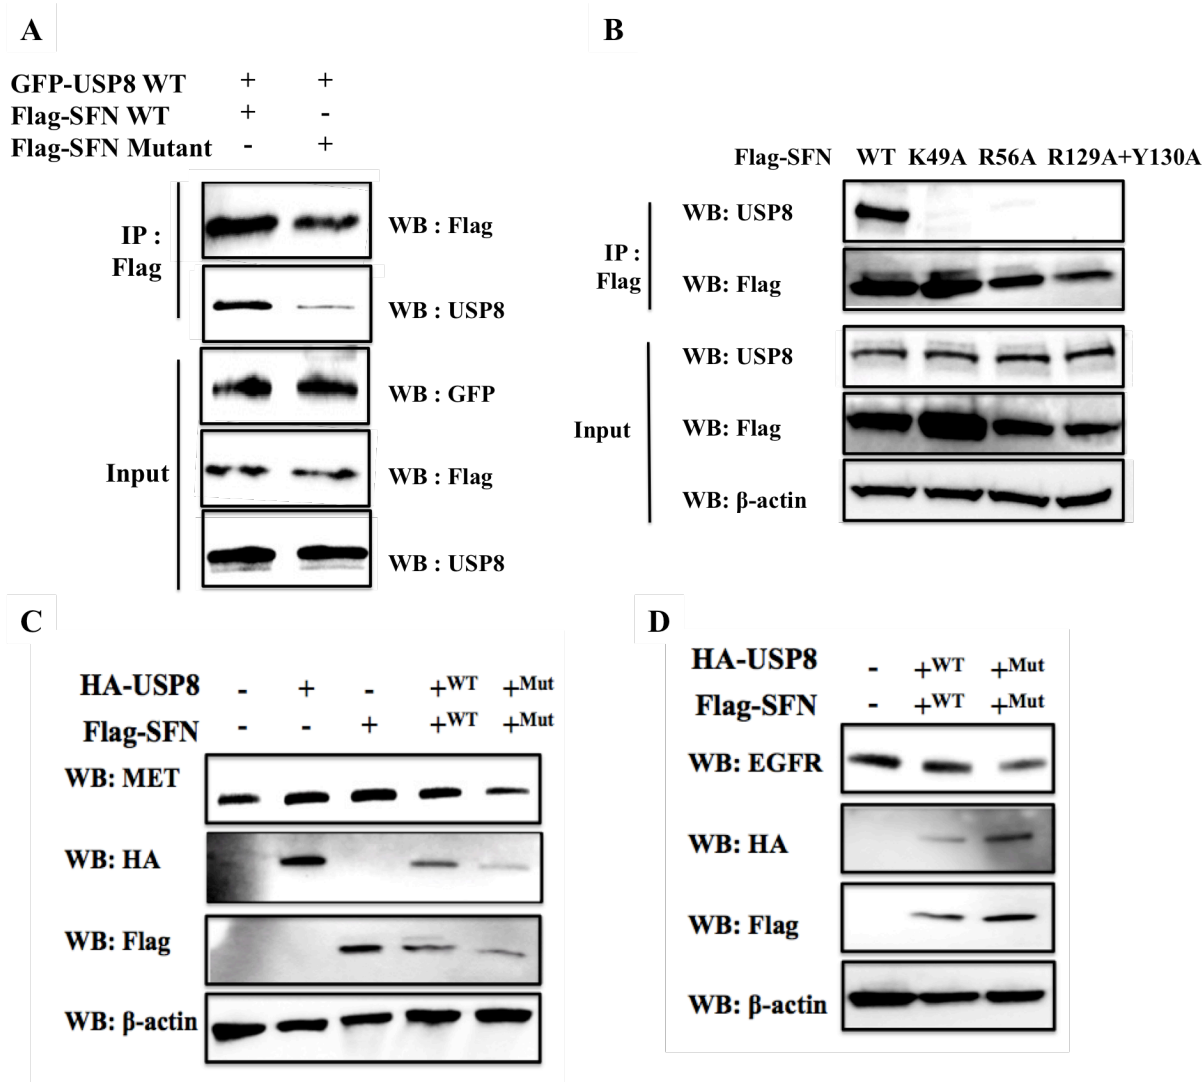 A
GFP-USP8 WT + +
Flag-SFN WT + -
Flag-SFN Mutant - +
IP :
Flag
WB : Flag
WB : USP8
Input
WB : GFP
WB : Flag
WB : USP8
B
Flag-SFN WT K49A R56A R129A+Y130A
IP :
Flag
WB: USP8
WB: Flag
Input
WB: USP8
WB: Flag
WB: β-actin
C
HA-USP8 - + - +WT +Mut
Flag-SFN - - + +WT +Mut
WB: MET
WB: HA
WB: Flag
WB: β-actin
D
HA-USP8 - +WT +Mut
Flag-SFN - +WT +Mut
WB: EGFR
WB: HA
WB: Flag
WB: β-actin